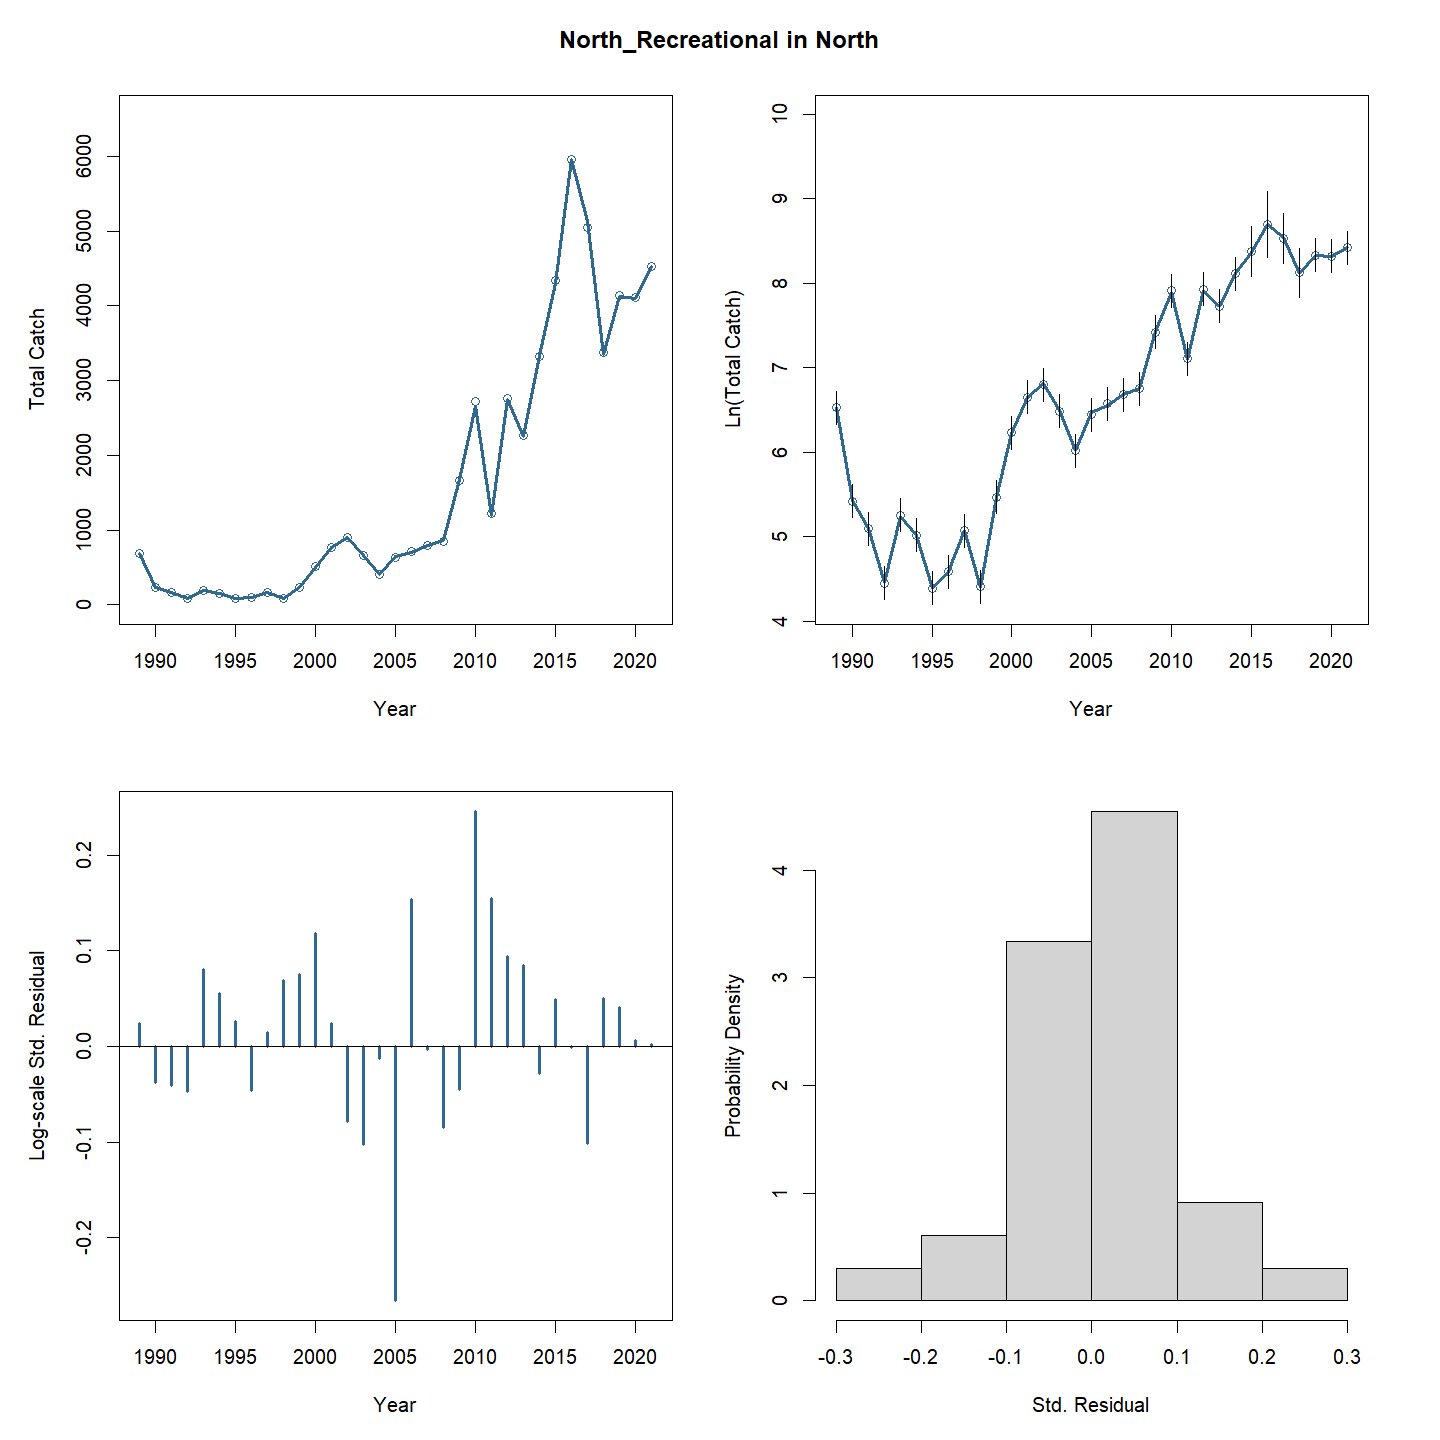 North_Recreational in North
Total Catch
6000
5000
4000
3000
2000
1000
0
1990 1995 2000 2005 2010 2015 2020
Year
Ln(Total Catch)
10
9
8
7
6
5
4
1990 1995 2000 2005 2010 2015 2020
Year
Log-scale Std. Residual
0.2
0.1
0.0
-0.1
-0.2
1990 1995 2000 2005 2010 2015 2020
Year
Probability Density
4
3
2
1
0
-0.3 -0.2 -0.1 0.0 0.1 0.2 0.3
Std. Residual